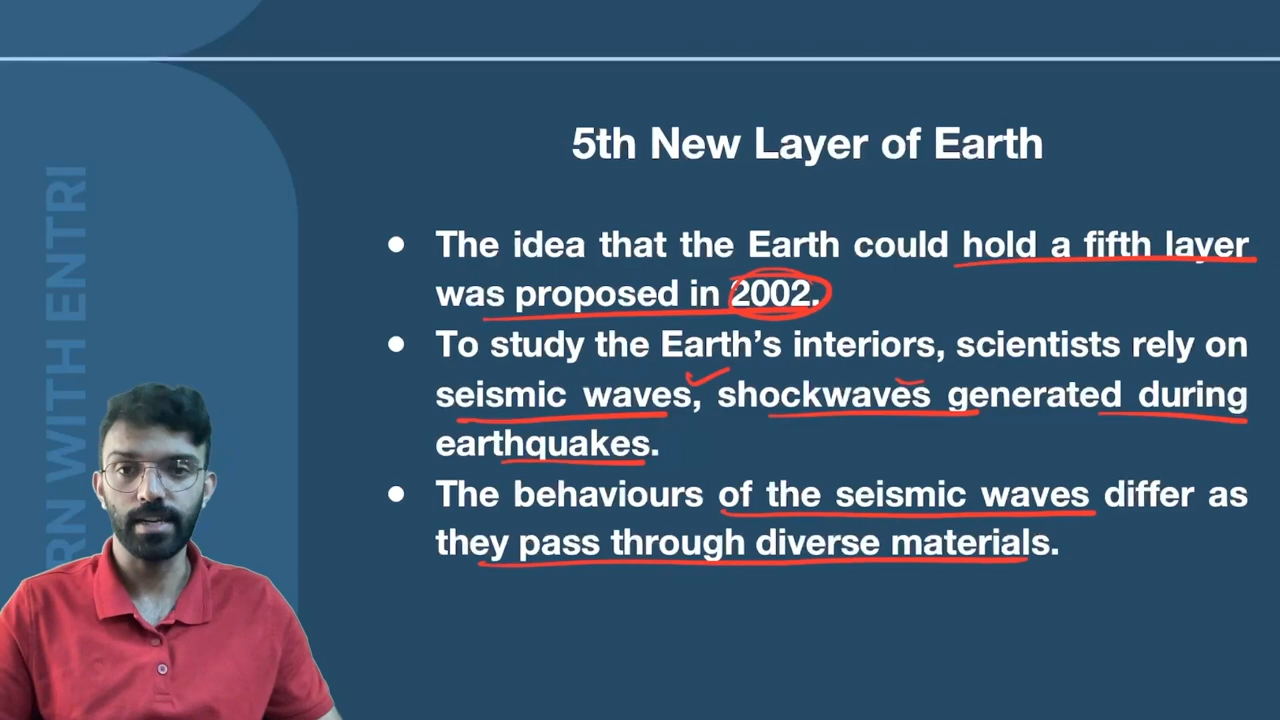 5th New Layer of Earth
• The idea that the Earth could hold a fifth layer
was proposed in 2002.
• To study the Earth’s interiors, scientists rely on
seismic waves, shockwaves generated during
earthquakes.
• The behaviours of the seismic waves differ as
they pass through diverse materials.
RN WITH ENTRI